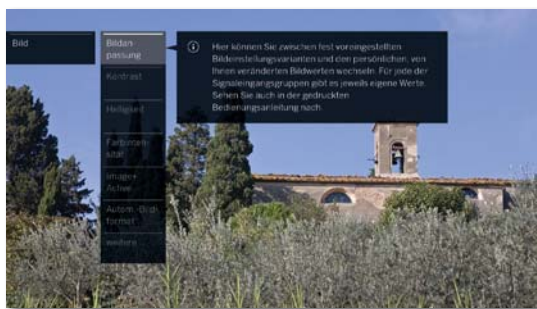 Bild
Bildan-
passung
Kontrast
Helligkeit
Farbinten-
sität
Image+
Active
Autom.-Bild-
format
weitere
Hier können Sie zwischen fest voreingestellten
Bildeinstellungsvarianten und den persönlichen, von
Ihnen veränderten Bildwerten wechseln. Für jede der
Signaleingangsgruppen gibt es jeweils eigene Werte.
Sehen Sie auch in der gedruckten
Bedienungsanleitung nach.